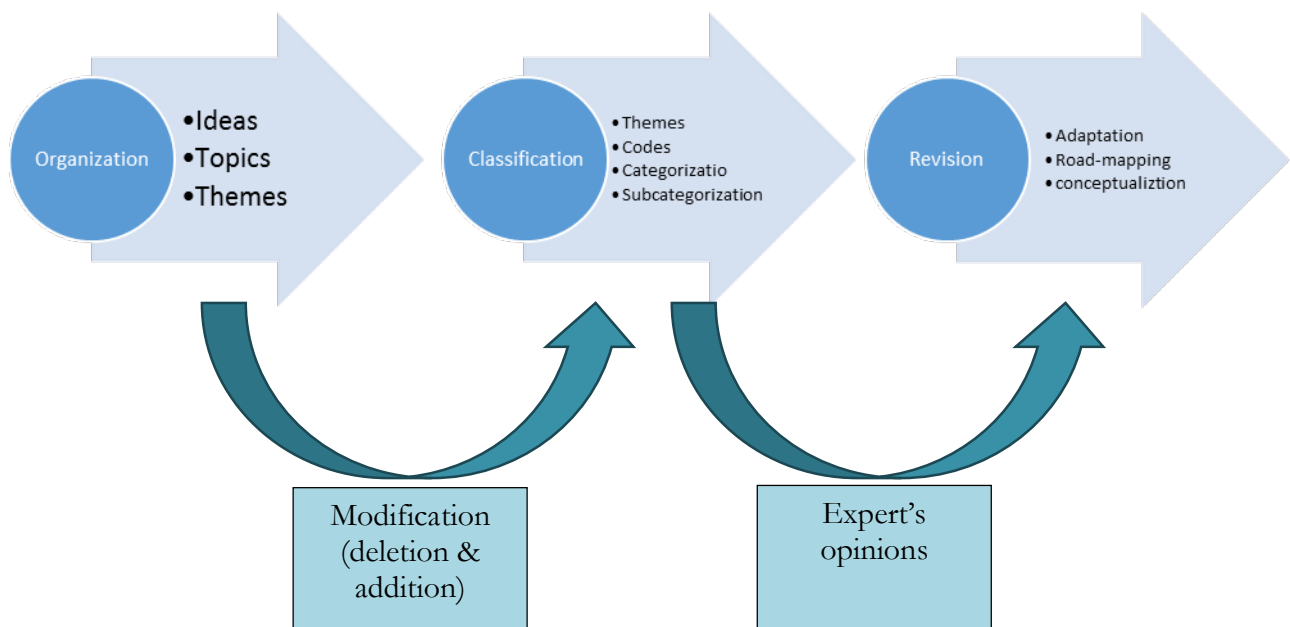 Organization
•Ideas
•Topics
•Themes
Classification
•Themes
•Codes
•Categorizatio
•Subcategorization
Revision
•Adaptation
•Road-mapping
•conceptualiztion
Modification
(deletion &
addition)
Expert’s
opinions